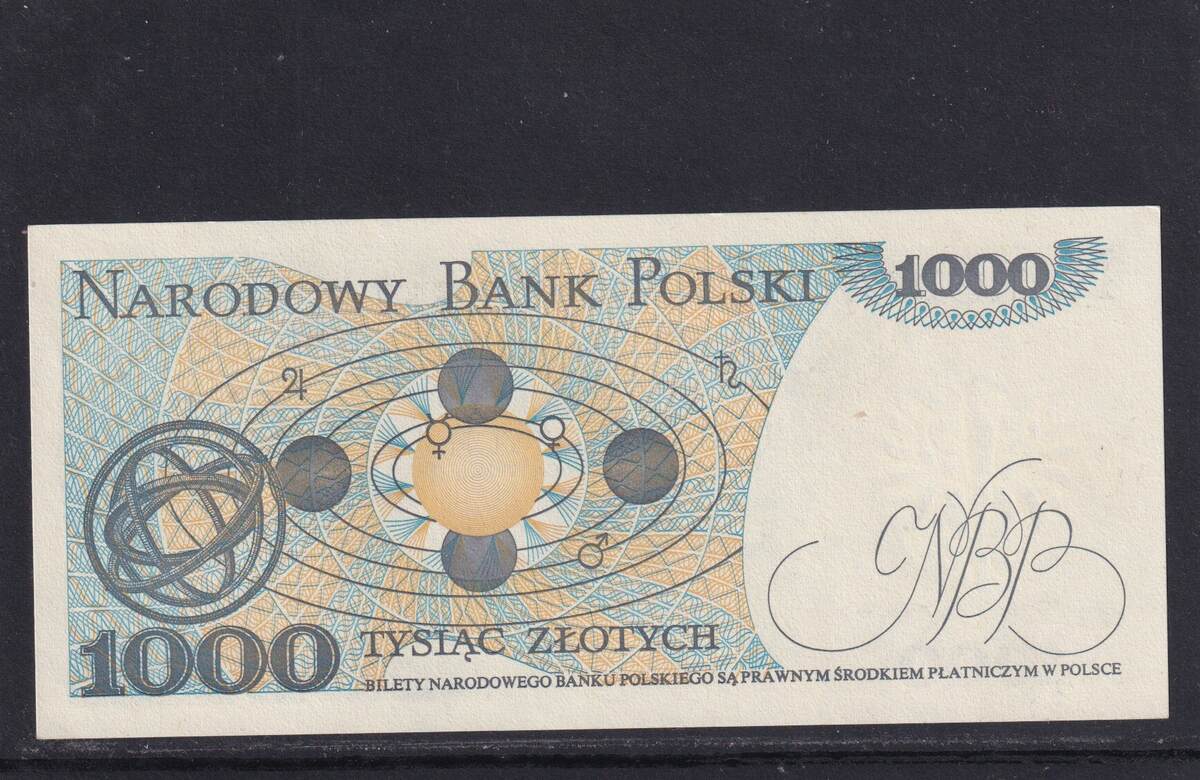 NARODOWY BANK POLSKI
1000
♃
♄
☿ ♀
♂
NBP
1000 TYSIĄC ZŁOTYCH
BILETY NARODOWEGO BANKU POLSKIEGO SĄ PRAWNYM ŚRODKIEM PŁATNICZYM W POLSCE